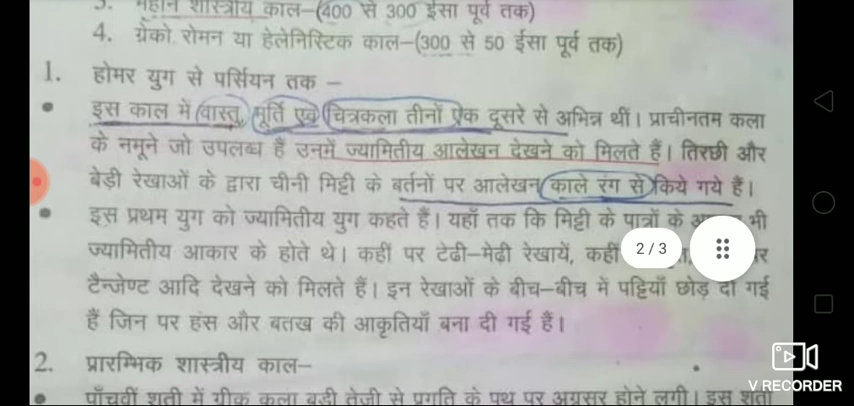 3. महान शास्त्रीय काल–(400 से 300 ईसा पूर्व तक)
4. ग्रेको रोमन या हेलेनिस्टिक काल–(300 से 50 ईसा पूर्व तक)
1. होमर युग से पर्सियन तक –
• इस काल में वास्तु, मूर्ति एवं चित्रकला तीनों एक दूसरे से अभिन्न थीं। प्राचीनतम कला
के नमूने जो उपलब्ध हैं उनमें ज्यामितीय आलेखन देखने को मिलते हैं। तिरछी और
बेड़ी रेखाओं के द्वारा चीनी मिट्टी के बर्तनों पर आलेखन काले रंग से किये गये हैं।
• इस प्रथम युग को ज्यामितीय युग कहते हैं। यहाँ तक कि मिट्टी के पात्रों के भी
ज्यामितीय आकार के होते थे। कहीं पर टेढी–मेढ़ी रेखायें, कहीं
2/3
टैन्जेण्ट आदि देखने को मिलते हैं। इन रेखाओं के बीच–बीच में पट्टियाँ छोड़ दी गई
हैं जिन पर हंस और बतख की आकृतियाँ बना दी गई हैं।
2. प्रारम्भिक शास्त्रीय काल–
V RECORDER
• पाँचवीं शती में ग्रीक कला बड़ी तेजी से प्रगति के पथ पर अग्रसर होने लगी। इस शती